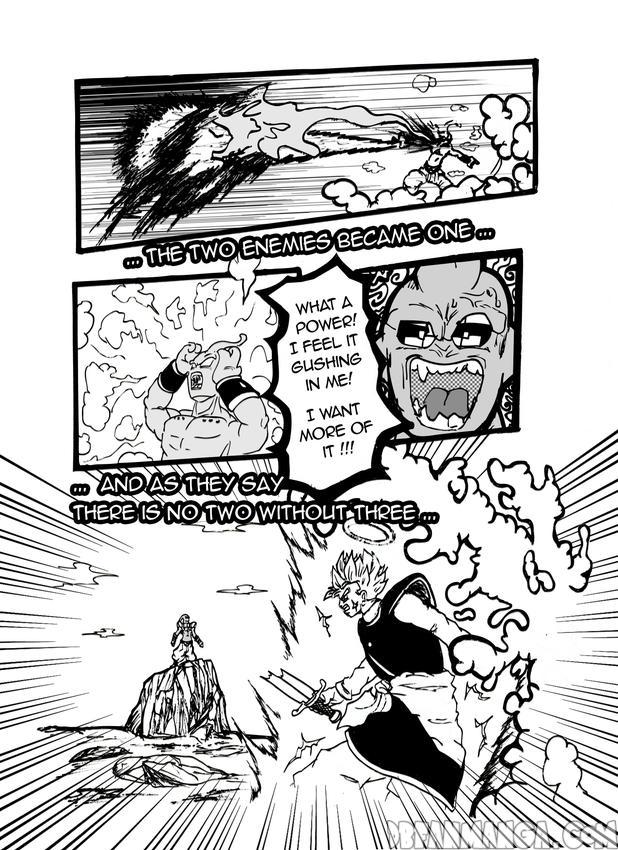 ... THE TWO ENEMIES BECAME ONE ...
WHAT A
POWER!
I FEEL IT
GUSHING
IN ME!
I WANT
MORE OF
IT !!!
... AND AS THEY SAY
THERE IS NO TWO WITHOUT THREE ...
DBFANMANGA.COM